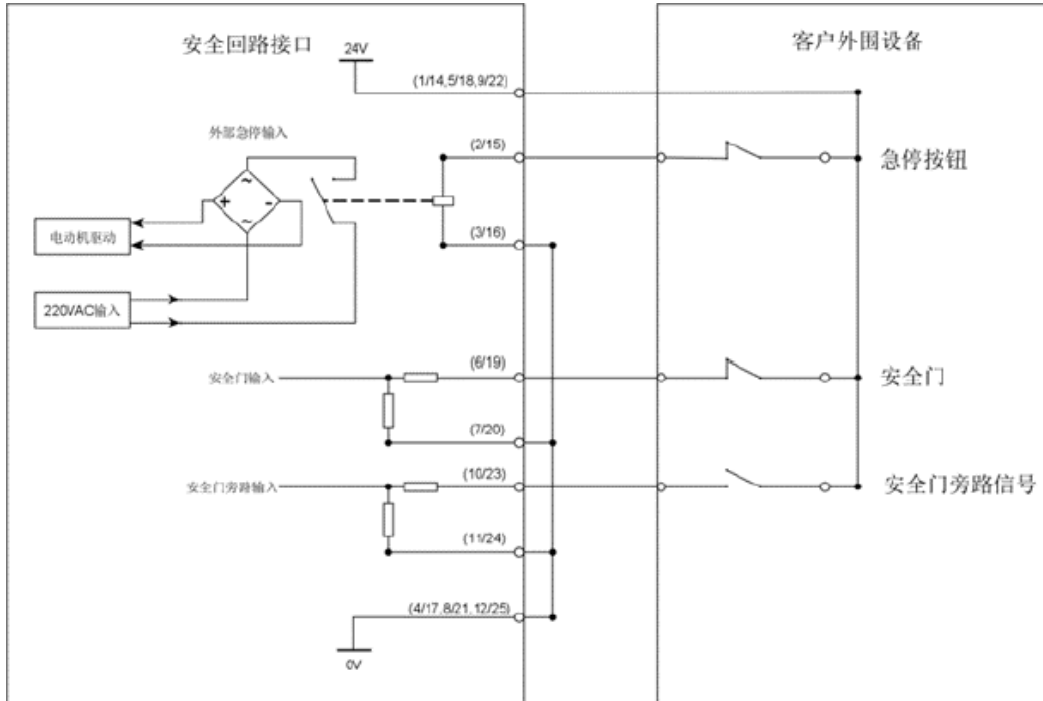 安全回路接口
客户外围设备
24V
(1/14,5/18,9/22)
外部急停输入
(2/15)
急停按钮
~
+
-
~
电动机驱动
(3/16)
220VAC输入
(6/19)
安全门输入
安全门
(7/20)
(10/23)
安全门旁路输入
安全门旁路信号
(11/24)
(4/17,8/21,12/25)
0V